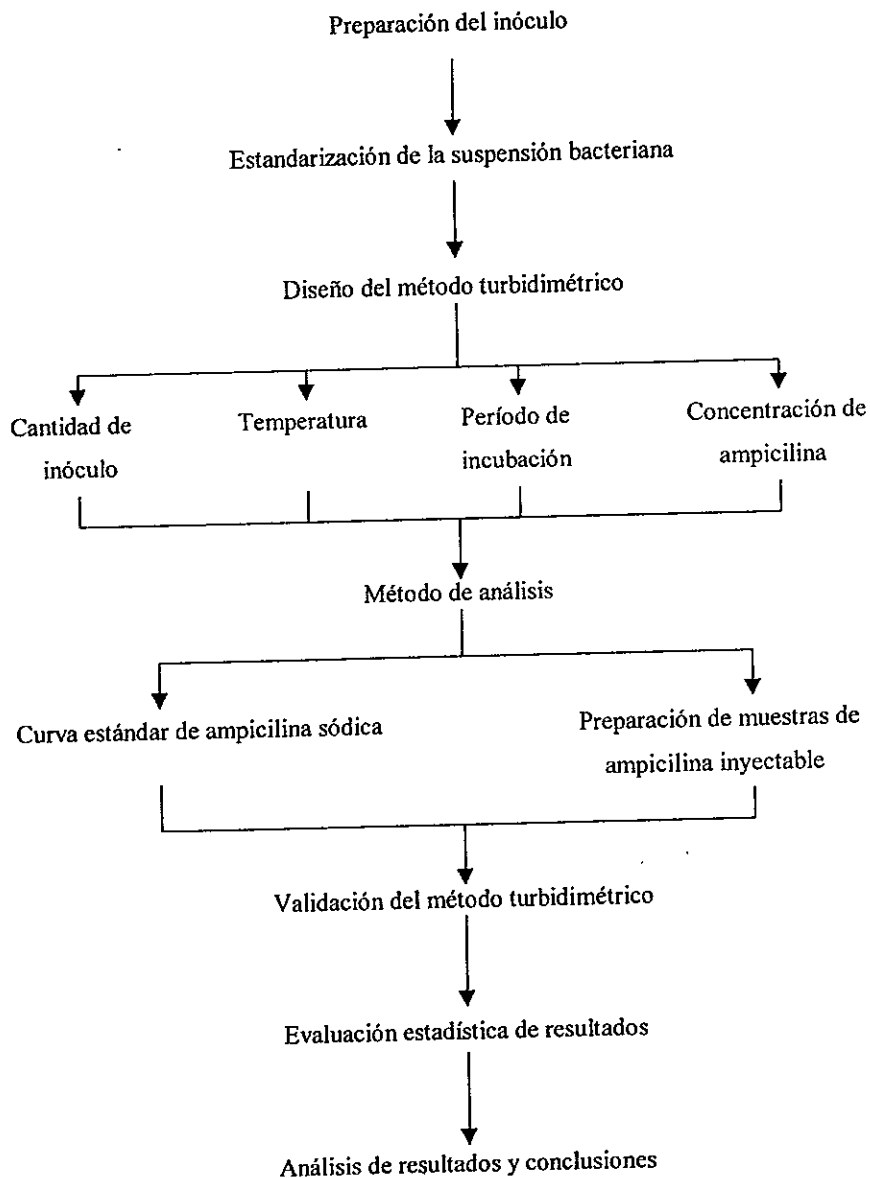 Preparación del inóculo
Estandarización de la suspensión bacteriana
Diseño del método turbidimétrico
Cantidad de
inóculo
Temperatura
Período de
incubación
Concentración de
ampicilina
Método de análisis
Curva estándar de ampicilina sódica
Preparación de muestras de
ampicilina inyectable
Validación del método turbidimétrico
Evaluación estadística de resultados
Análisis de resultados y conclusiones